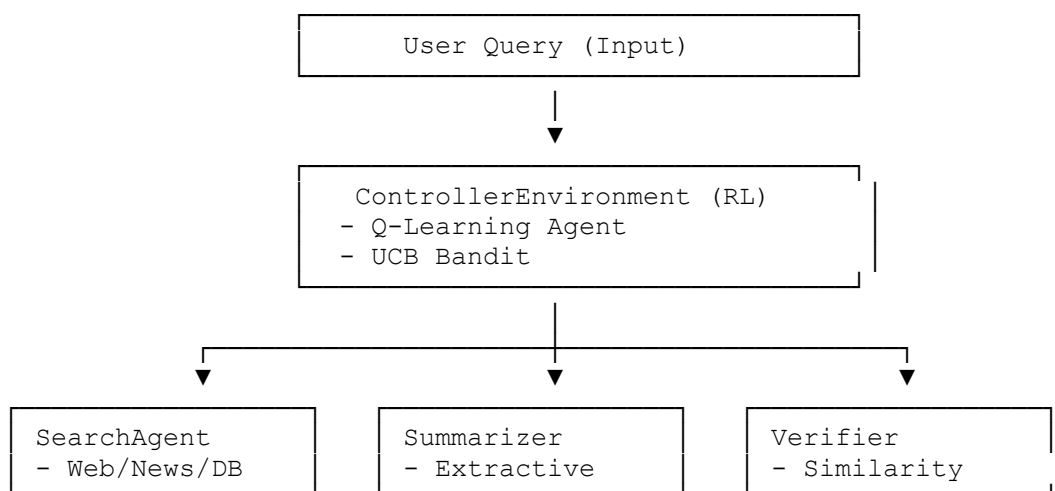 User Query (Input)
ControllerEnvironment (RL)
- Q-Learning Agent
- UCB Bandit
SearchAgent
- Web/News/DB
Summarizer
- Extractive
Verifier
- Similarity